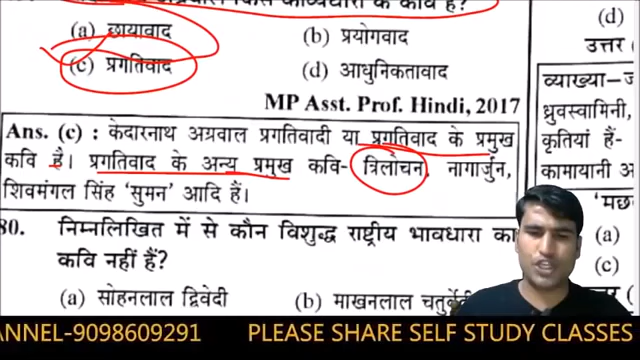 (a) छायावाद
(b) प्रयोगवाद
(c) प्रगतिवाद
(d) आधुनिकतावाद
MP Asst. Prof. Hindi, 2017
Ans. (c) : केदारनाथ अग्रवाल प्रगतिवादी या प्रगतिवाद के प्रमुख
कवि है। प्रगतिवाद के अन्य प्रमुख कवि- त्रिलोचन, नागार्जुन,
शिवमंगल सिंह 'सुमन' आदि हैं।
80. निम्नलिखित में से कौन विशुद्ध राष्ट्रीय भावधारा का
कवि नहीं हैं?
(a) सोहनलाल द्विवेदी
(b) माखनलाल चतुर्वेदी
(d)
उत्तर
व्याख्या-
ध्रुवस्वामिनी,
कृतियां हैं-
कामायानी
(a)
(c)
ANNEL-9098609291 PLEASE SHARE SELF STUDY CLASSES